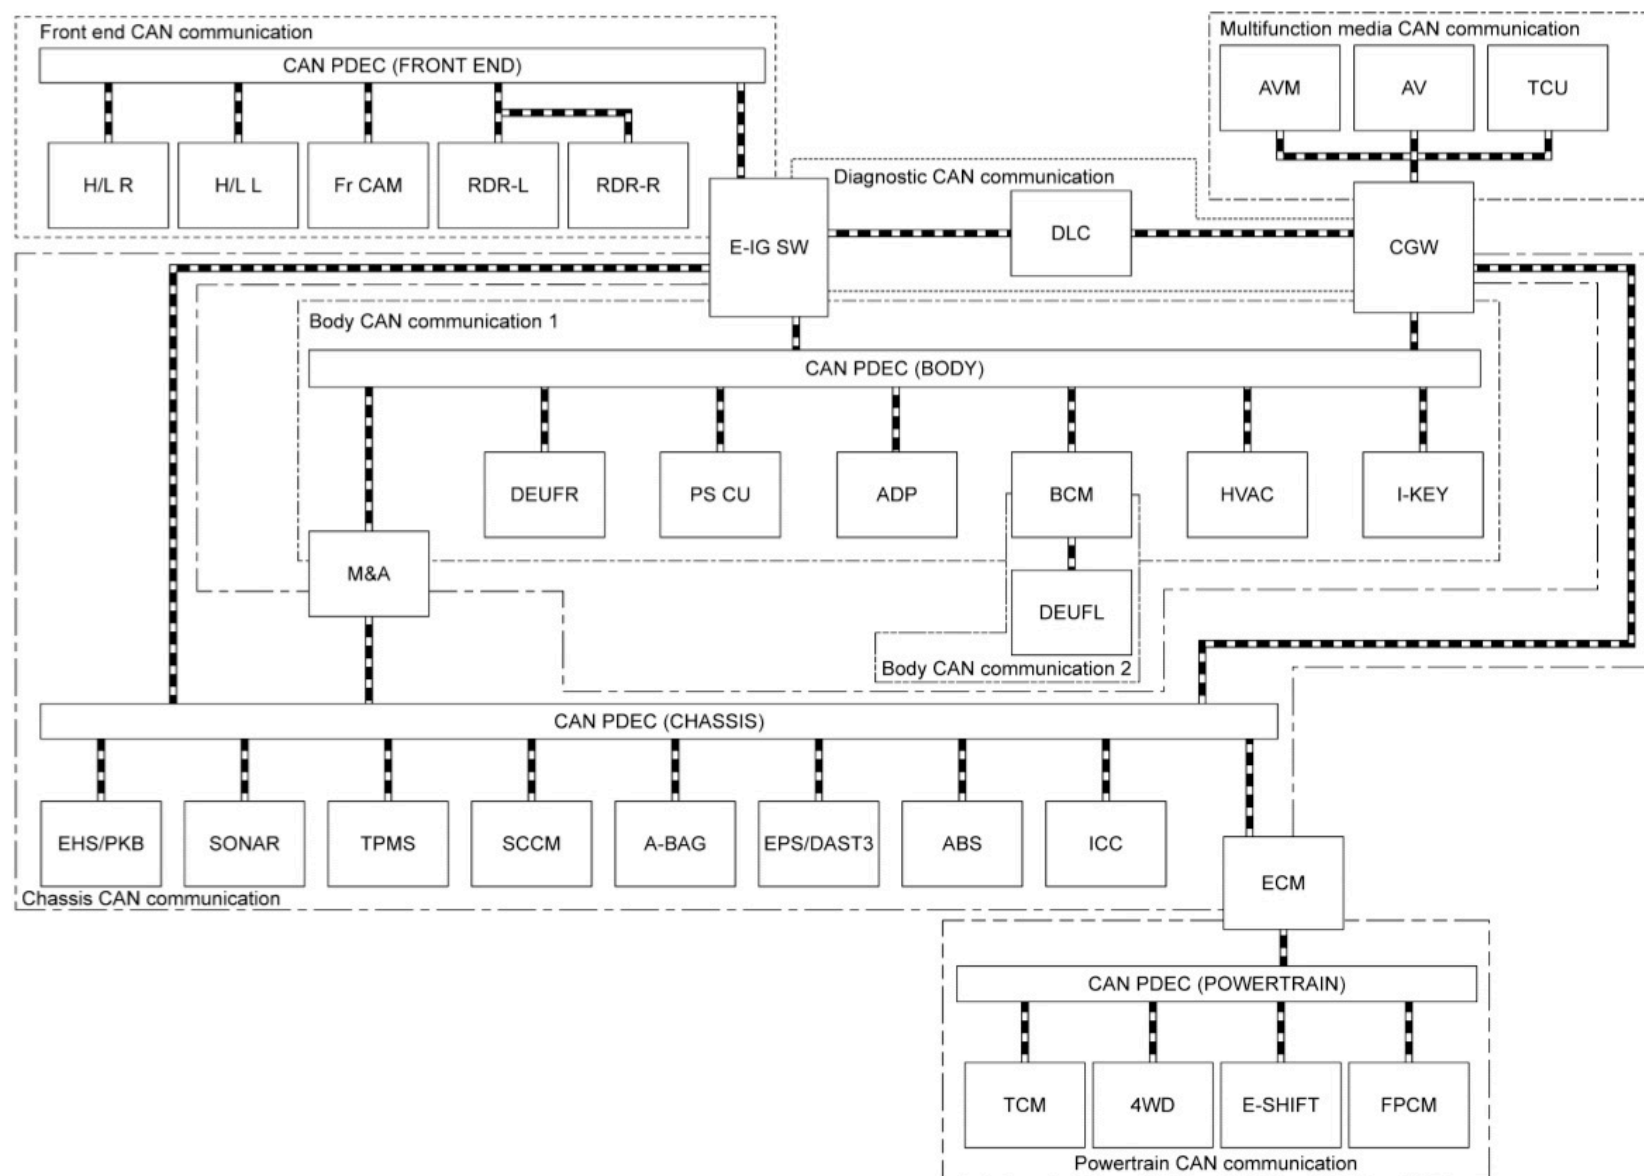 Front end CAN communication
CAN PDEC (FRONT END)
H/L R
H/L L
Fr CAM
RDR-L
RDR-R
Multifunction media CAN communication
AVM
AV
TCU
Diagnostic CAN communication
E-IG SW
DLC
CGW
Body CAN communication 1
CAN PDEC (BODY)
DEUFR
PS CU
ADP
BCM
HVAC
I-KEY
M&A
DEUFL
Body CAN communication 2
CAN PDEC (CHASSIS)
EHS/PKB
SONAR
TPMS
SCCM
A-BAG
EPS/DAST3
ABS
ICC
ECM
Chassis CAN communication
CAN PDEC (POWERTRAIN)
TCM
4WD
E-SHIFT
FPCM
Powertrain CAN communication